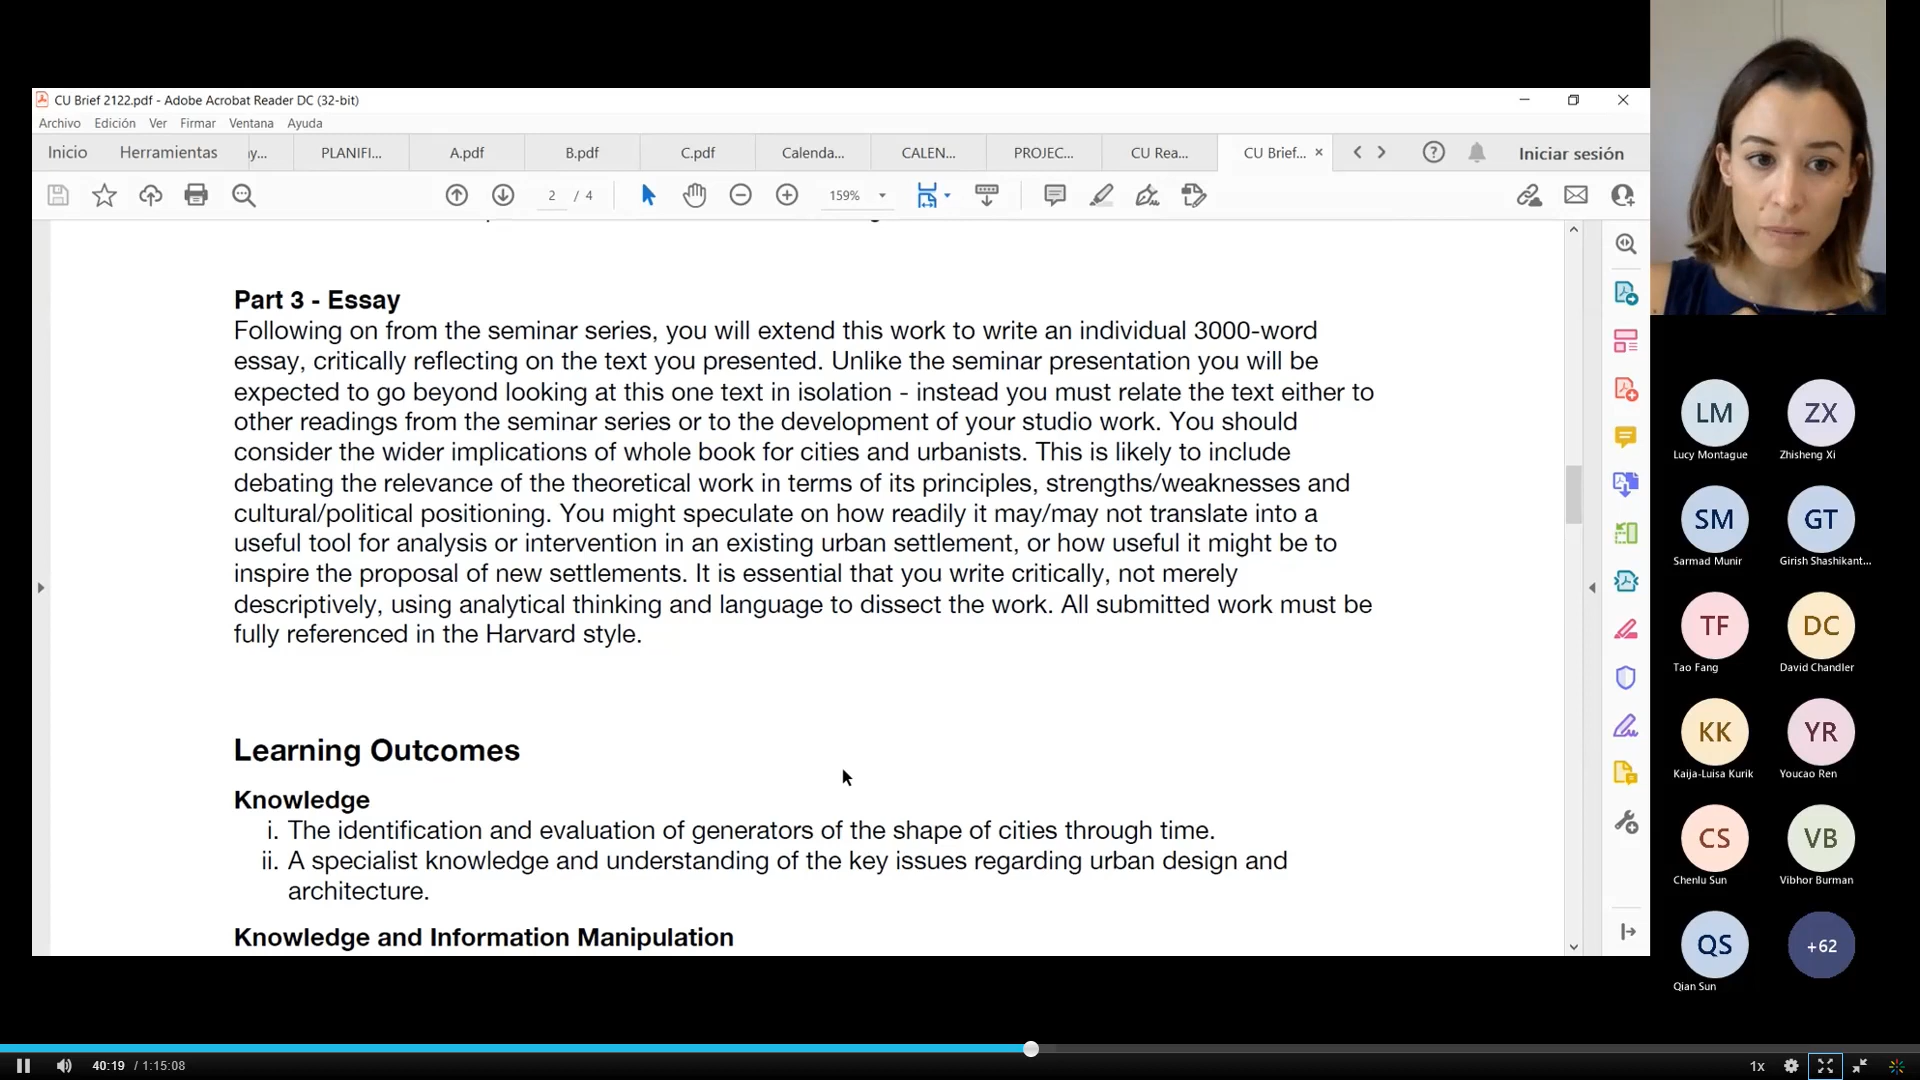 CU Brief 2122.pdf - Adobe Acrobat Reader DC (32-bit)
Archivo Edición Ver Firmar Ventana Ayuda
Inicio Herramientas y... PLANIFI... A.pdf B.pdf C.pdf Calenda... CALEN... PROJEC... CU Rea... CU Brief... Iniciar sesión
2 / 4 159%
Part 3 - Essay
Following on from the seminar series, you will extend this work to write an individual 3000-word
essay, critically reflecting on the text you presented. Unlike the seminar presentation you will be
expected to go beyond looking at this one text in isolation - instead you must relate the text either to
other readings from the seminar series or to the development of your studio work. You should
consider the wider implications of whole book for cities and urbanists. This is likely to include
debating the relevance of the theoretical work in terms of its principles, strengths/weaknesses and
cultural/political positioning. You might speculate on how readily it may/may not translate into a
useful tool for analysis or intervention in an existing urban settlement, or how useful it might be to
inspire the proposal of new settlements. It is essential that you write critically, not merely
descriptively, using analytical thinking and language to dissect the work. All submitted work must be
fully referenced in the Harvard style.
Learning Outcomes
Knowledge
i. The identification and evaluation of generators of the shape of cities through time.
ii. A specialist knowledge and understanding of the key issues regarding urban design and
architecture.
Knowledge and Information Manipulation
LM ZX
Lucy Montague Zhisheng Xi
SM GT
Sarmad Munir Girish Shashikant...
TF DC
Tao Fang David Chandler
KK YR
Kaija-Luisa Kurik Youcao Ren
CS VB
Chenlu Sun Vibhor Burman
QS +62
Qian Sun
40:19 / 1:15:08 1x